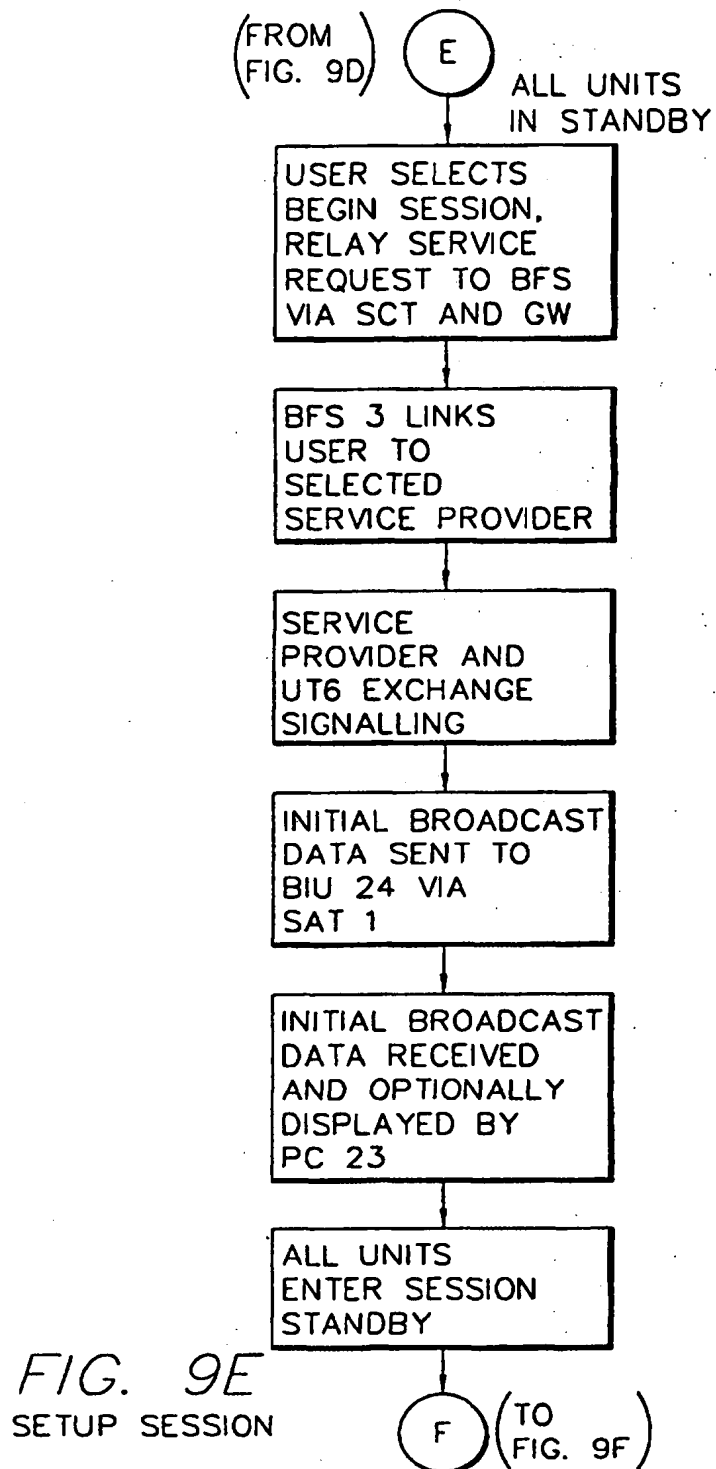 (FROM
FIG. 9D)
E
ALL UNITS
IN STANDBY
USER SELECTS
BEGIN SESSION,
RELAY SERVICE
REQUEST TO BFS
VIA SCT AND GW
BFS 3 LINKS
USER TO
SELECTED
SERVICE PROVIDER
SERVICE
PROVIDER AND
UT6 EXCHANGE
SIGNALLING
INITIAL BROADCAST
DATA SENT TO
BIU 24 VIA
SAT 1
INITIAL BROADCAST
DATA RECEIVED
AND OPTIONALLY
DISPLAYED BY
PC 23
ALL UNITS
ENTER SESSION
STANDBY
FIG. 9E
SETUP SESSION
F
(TO
FIG. 9F)